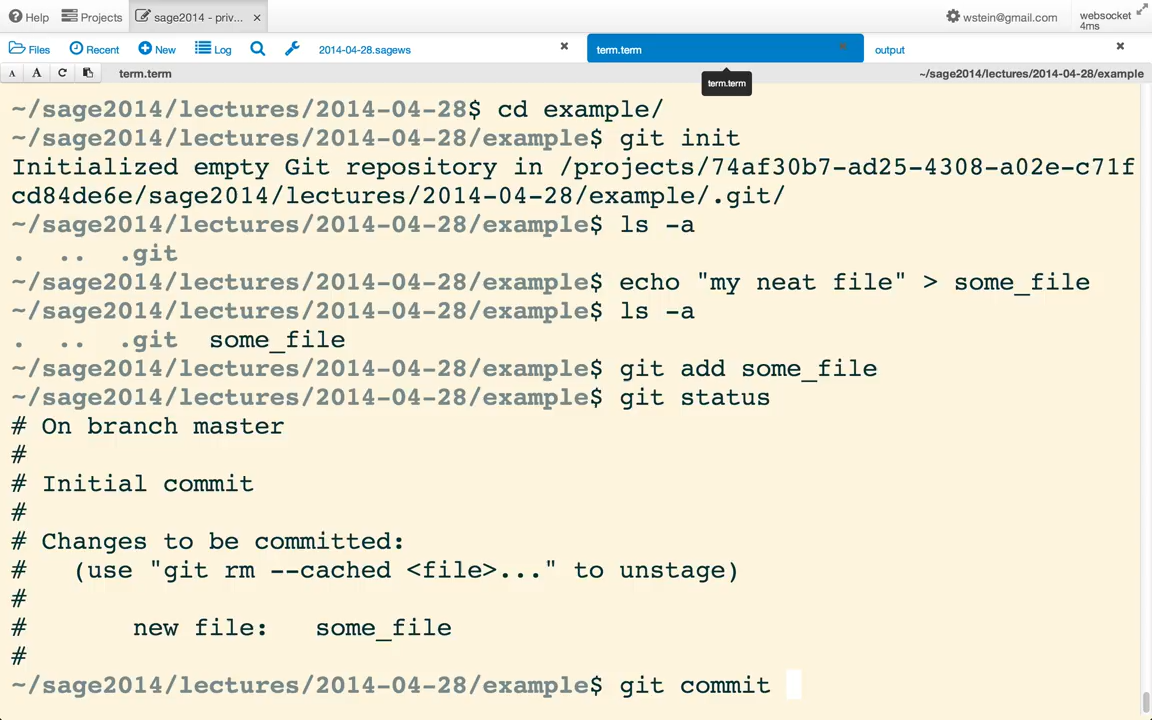 Help Projects sage2014 - priv... × wstein@gmail.com websocket
4ms
Files Recent New Log 2014-04-28.sagews × term.term output ×
A A C term.term ~/sage2014/lectures/2014-04-28/example
term.term
~/sage2014/lectures/2014-04-28$ cd example/
~/sage2014/lectures/2014-04-28/example$ git init
Initialized empty Git repository in /projects/74af30b7-ad25-4308-a02e-c71f
cd84de6e/sage2014/lectures/2014-04-28/example/.git/
~/sage2014/lectures/2014-04-28/example$ ls -a
. .. .git
~/sage2014/lectures/2014-04-28/example$ echo "my neat file" > some_file
~/sage2014/lectures/2014-04-28/example$ ls -a
. .. .git some_file
~/sage2014/lectures/2014-04-28/example$ git add some_file
~/sage2014/lectures/2014-04-28/example$ git status
# On branch master
#
# Initial commit
#
# Changes to be committed:
# (use "git rm --cached <file>..." to unstage)
#
# new file: some_file
#
~/sage2014/lectures/2014-04-28/example$ git commit